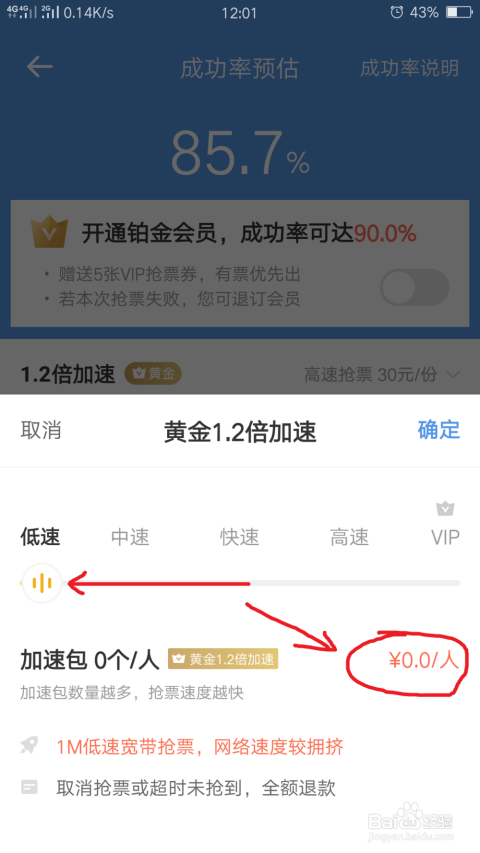 4G 4G 2G 0.14K/s 12:01 43%
成功率预估 成功率说明
85.7%
开通铂金会员，成功率可达90.0%
• 赠送5张VIP抢票券，有票优先出
• 若本次抢票失败，您可退订会员
1.2倍加速 黄金 高速抢票 30元/份
取消 黄金1.2倍加速 确定
低速 中速 快速 高速 VIP
加速包 0个/人 黄金1.2倍加速 ¥0.0/人
加速包数量越多，抢票速度越快
1M低速宽带抢票，网络速度较拥挤
取消抢票或超时未抢到，全额退款
Baidu经验
jingyan.baidu.com